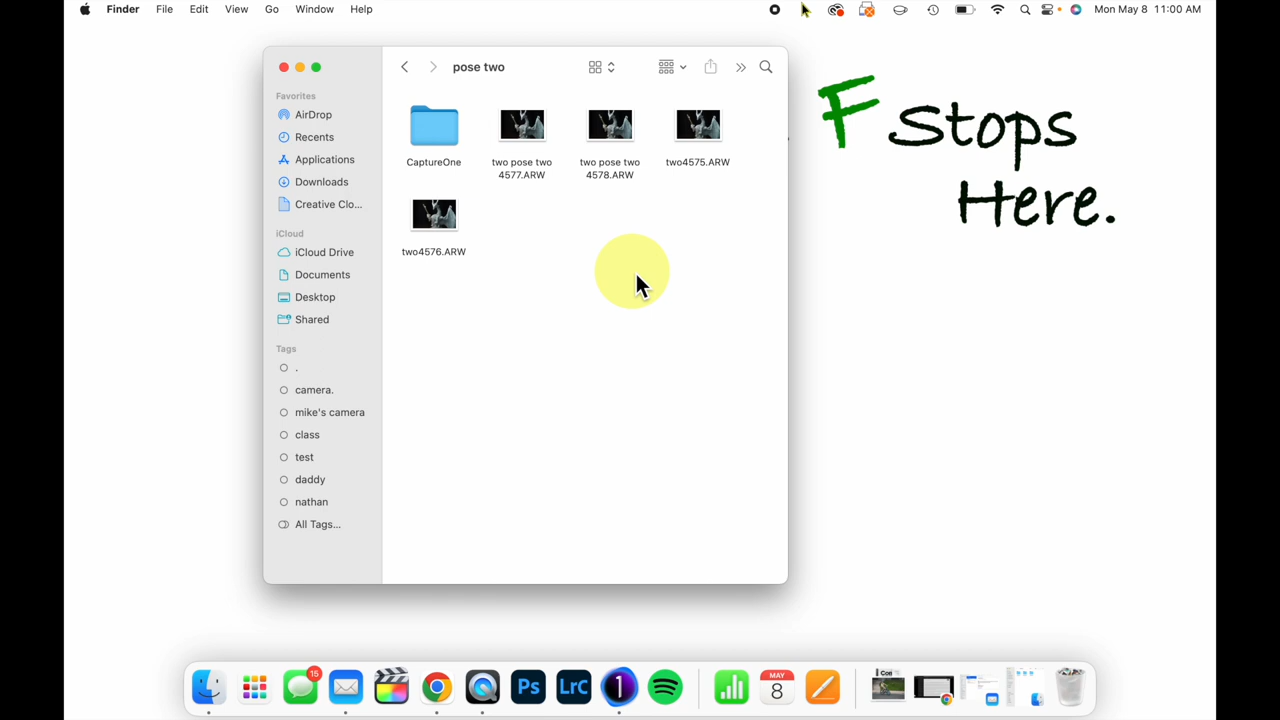 Finder File Edit View Go Window Help Mon May 8 11:00 AM
pose two
Favorites
AirDrop
Recents
Applications
Downloads
Creative Clo...
iCloud
iCloud Drive
Documents
Desktop
Shared
Tags
.
camera.
mike's camera
class
test
daddy
nathan
All Tags...
CaptureOne
two pose two
4577.ARW
two pose two
4578.ARW
two4575.ARW
two4576.ARW
F Stops
Here.
15
Ps
LrC
1
MAY
8